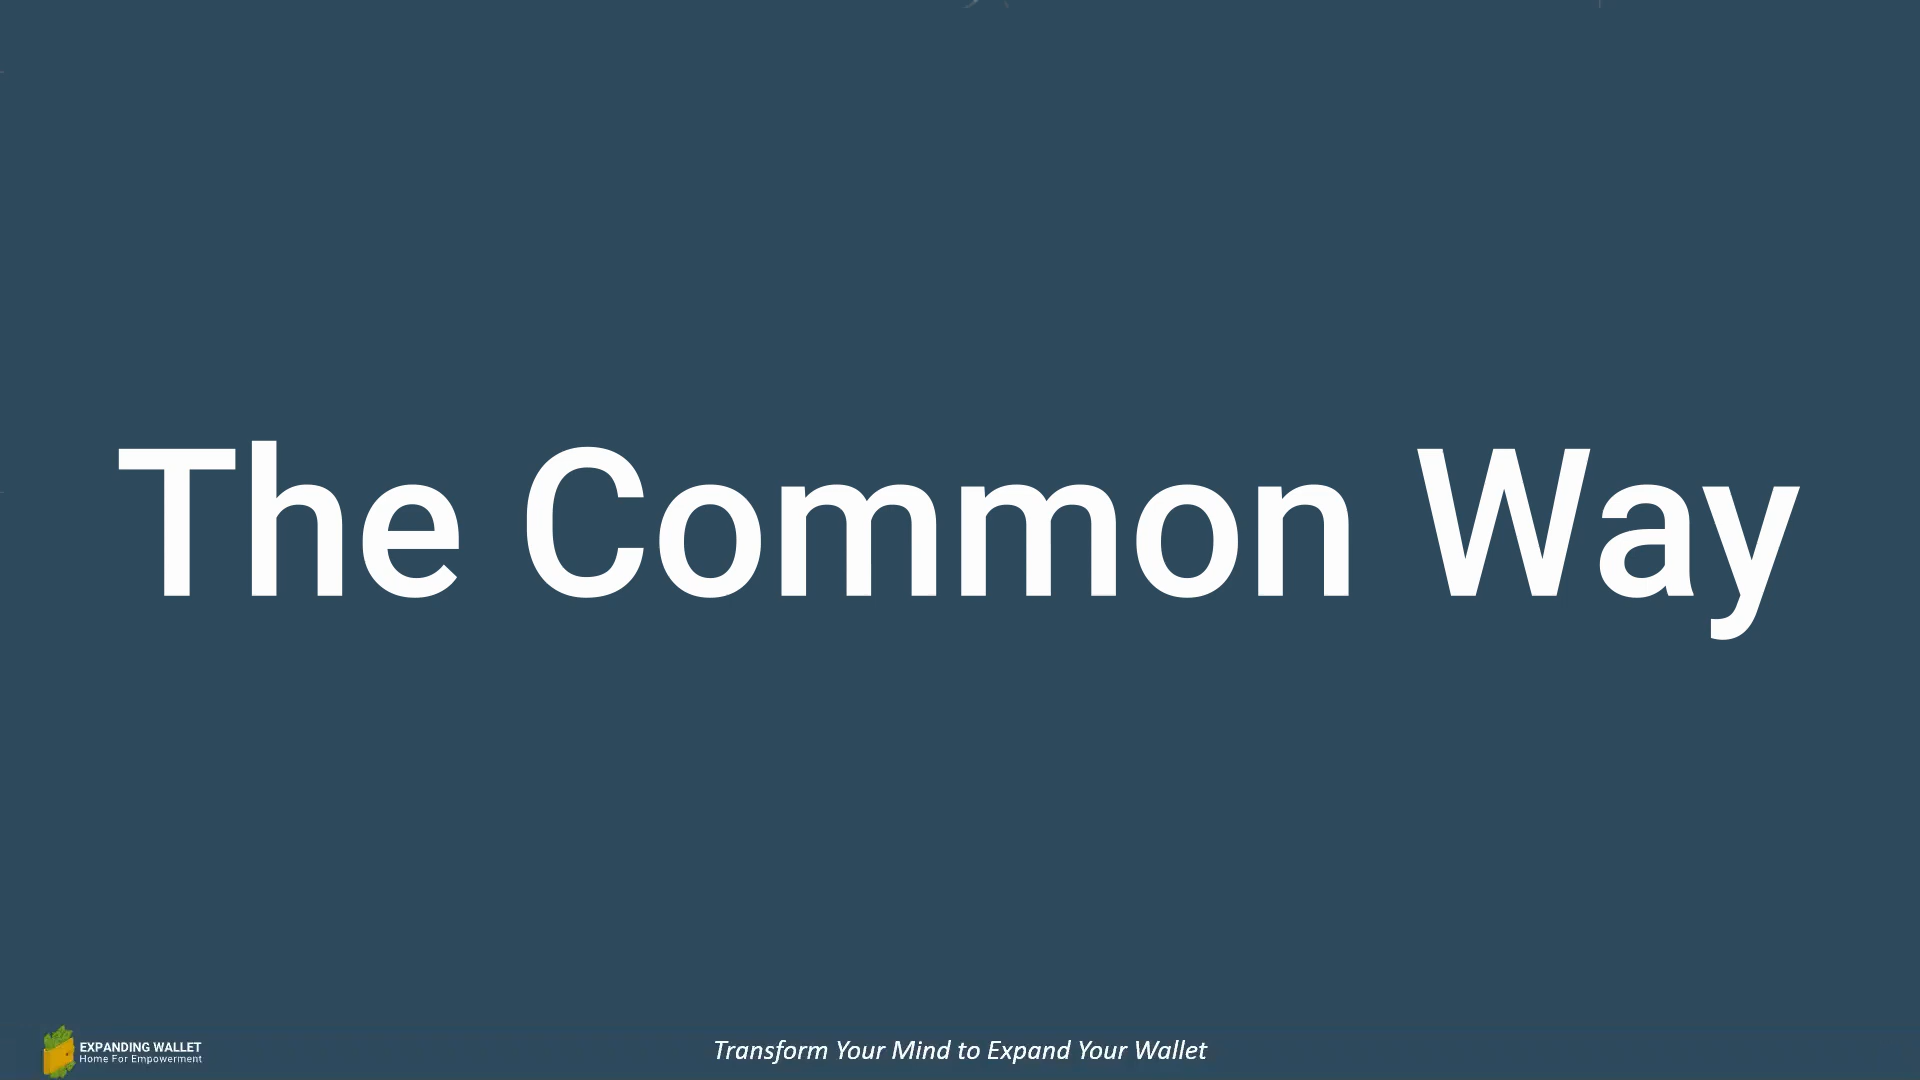 The Common Way
EXPANDING WALLET
Home For Empowerment
Transform Your Mind to Expand Your Wallet